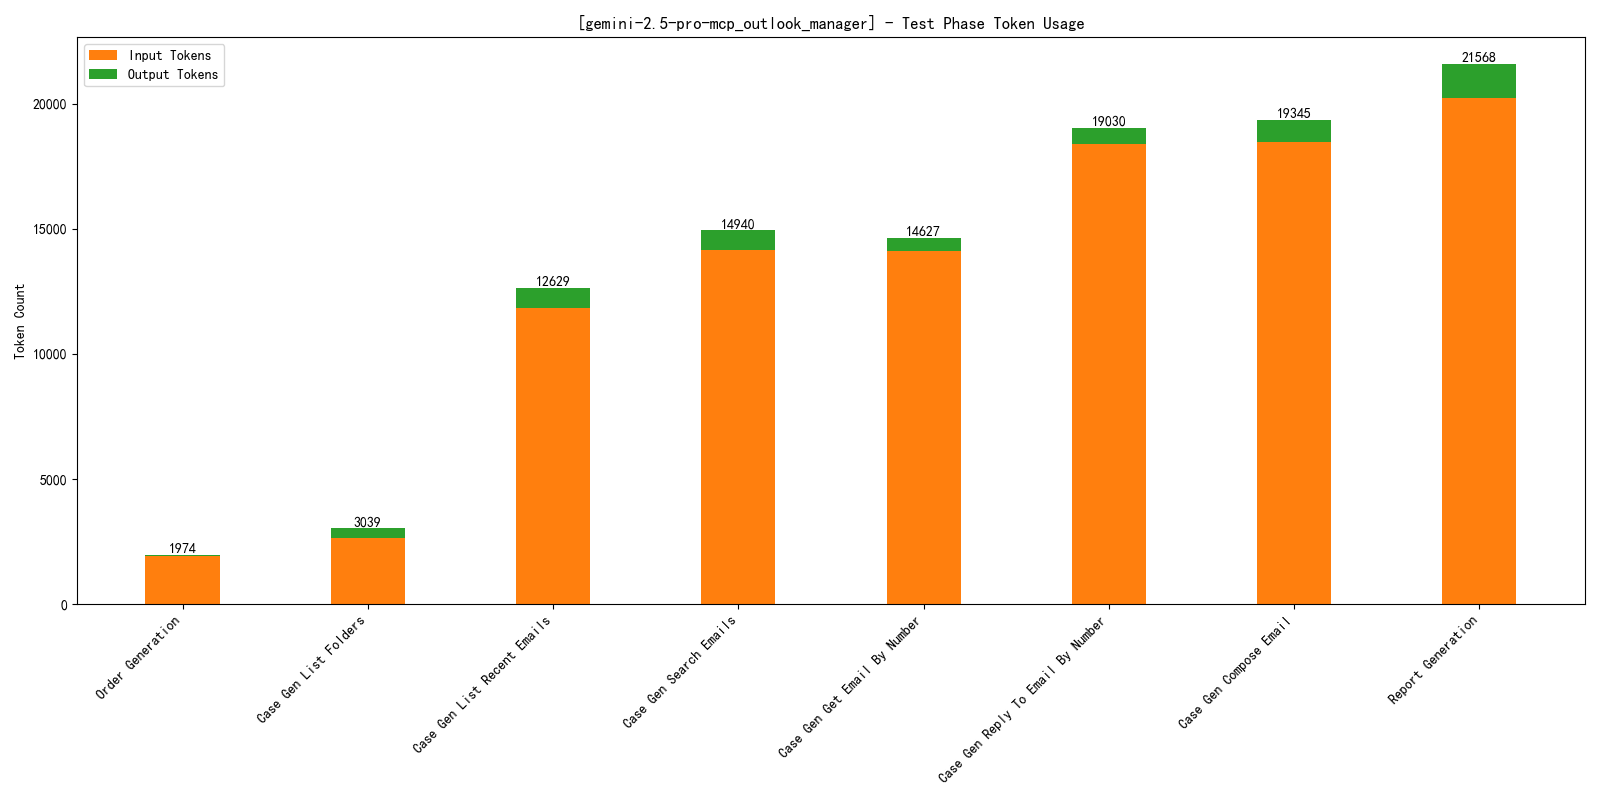 [gemini-2.5-pro-mcp_outlook_manager] - Test Phase Token Usage
Input Tokens
Output Tokens
Token Count
20000
15000
10000
5000
0
1974
3039
12629
14940
14627
19030
19345
21568
Order Generation
Case Gen List Folders
Case Gen List Recent Emails
Case Gen Search Emails
Case Gen Get Email By Number
Case Gen Reply To Email By Number
Case Gen Compose Email
Report Generation